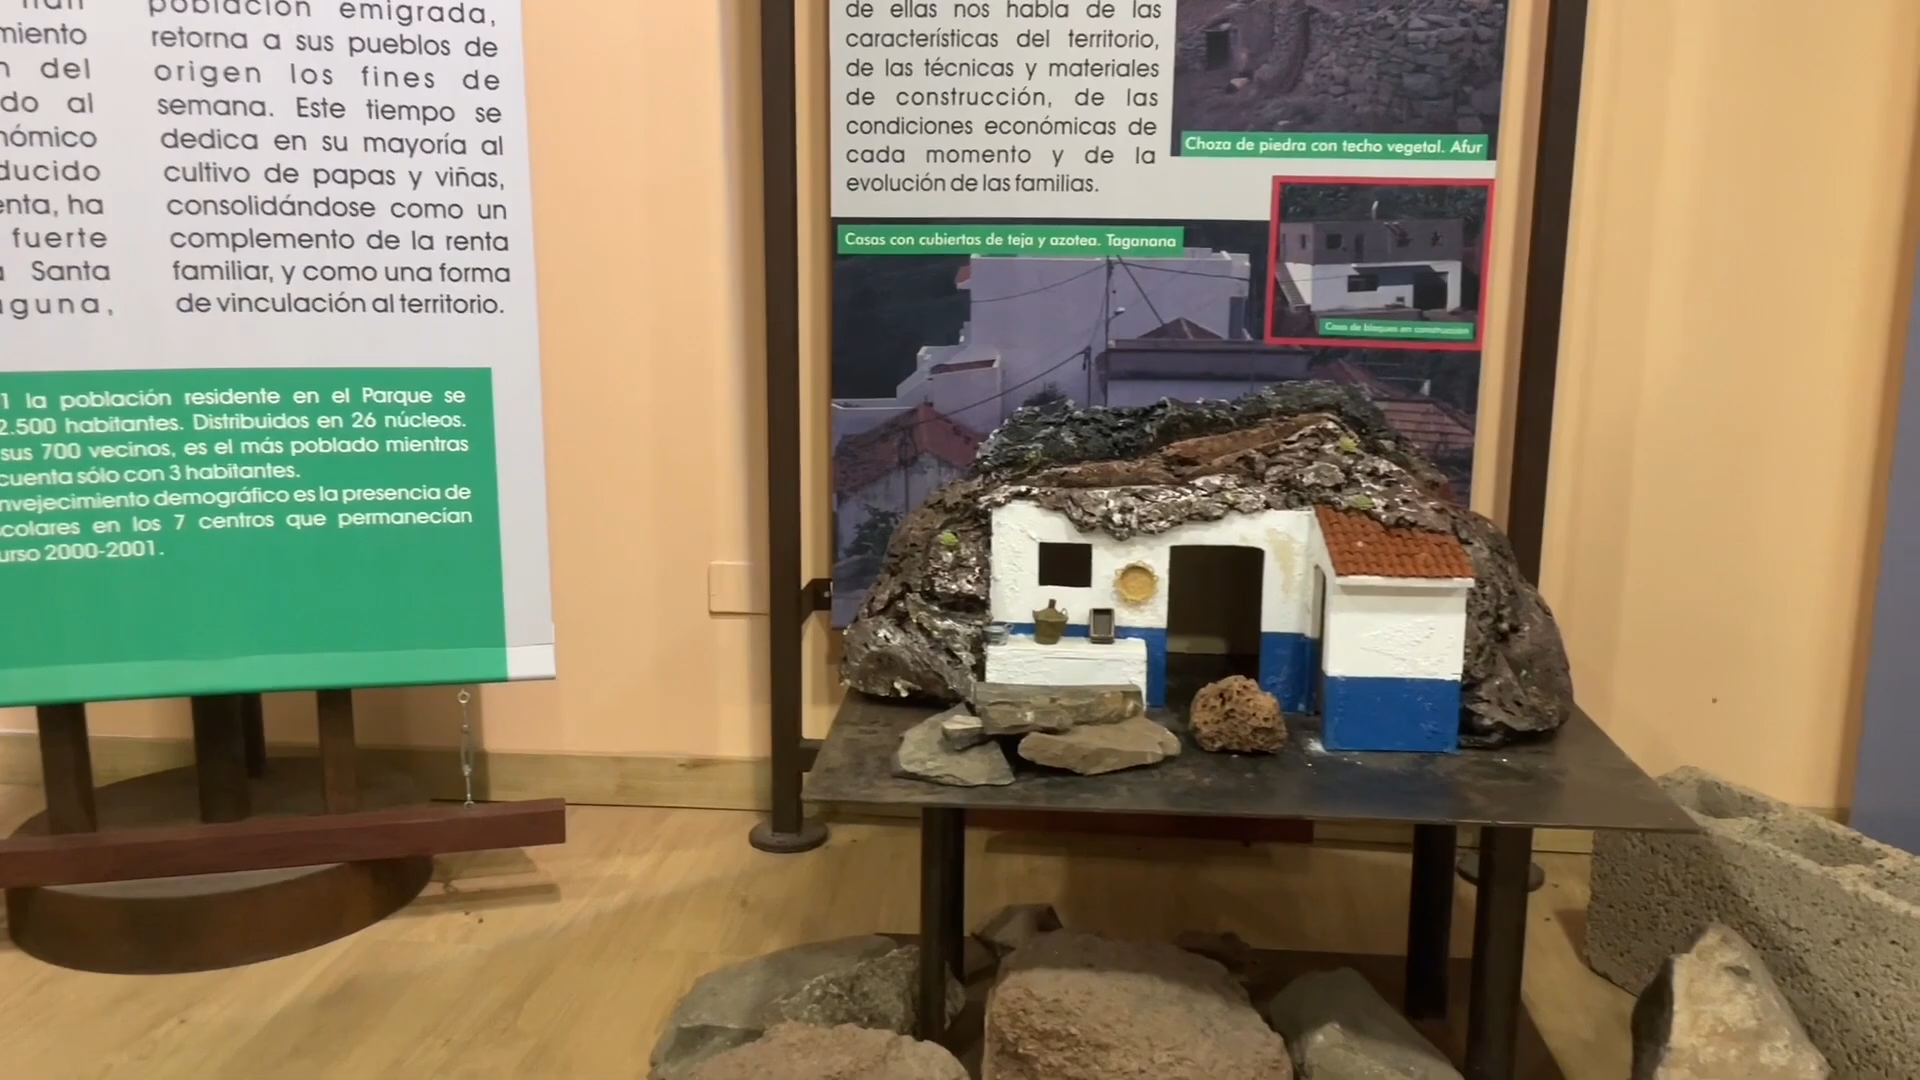 miento
del
do al
nómico
ducido
enta, ha
fuerte
Santa
guna,
población emigrada,
retorna a sus pueblos de
origen los fines de
semana. Este tiempo se
dedica en su mayoría al
cultivo de papas y viñas,
consolidándose como un
complemento de la renta
familiar, y como una forma
de vinculación al territorio.
1 la población residente en el Parque se
2.500 habitantes. Distribuidos en 26 núcleos.
sus 700 vecinos, es el más poblado mientras
cuenta sólo con 3 habitantes.
nvejecimiento demográfico es la presencia de
colares en los 7 centros que permanecían
urso 2000-2001.
de ellas nos habla de las
características del territorio,
de las técnicas y materiales
de construcción, de las
condiciones económicas de
cada momento y de la
evolución de las familias.
Choza de piedra con techo vegetal. Afur
Casas con cubiertas de teja y azotea. Taganana
Casa de bloques en construcción